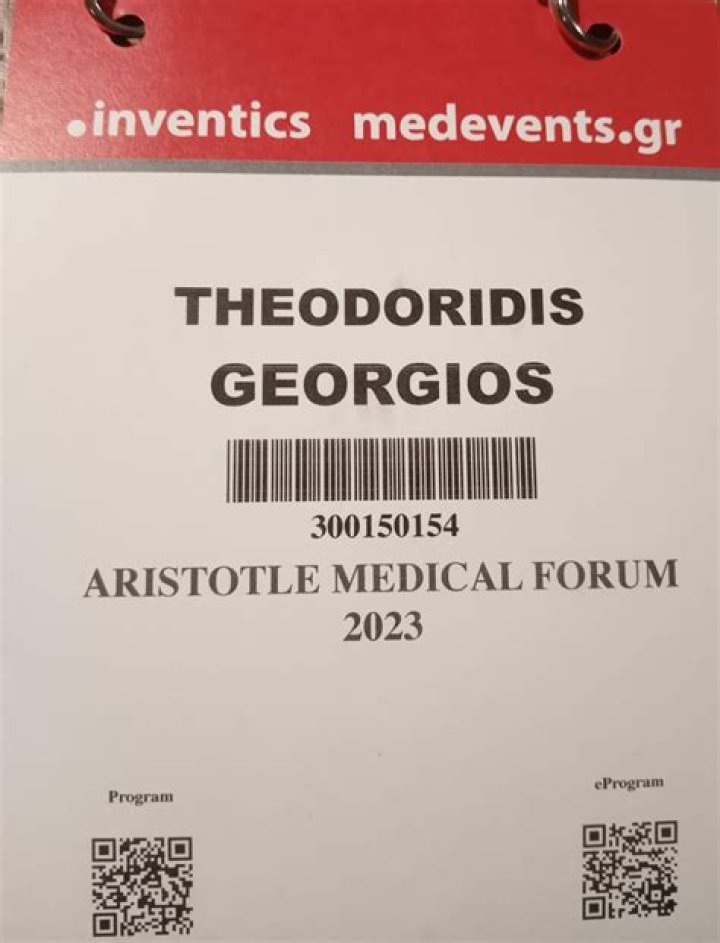 .inventics medevents.gr
THEODORIDIS
GEORGIOS
300150154
ARISTOTLE MEDICAL FORUM
2023
Program eProgram